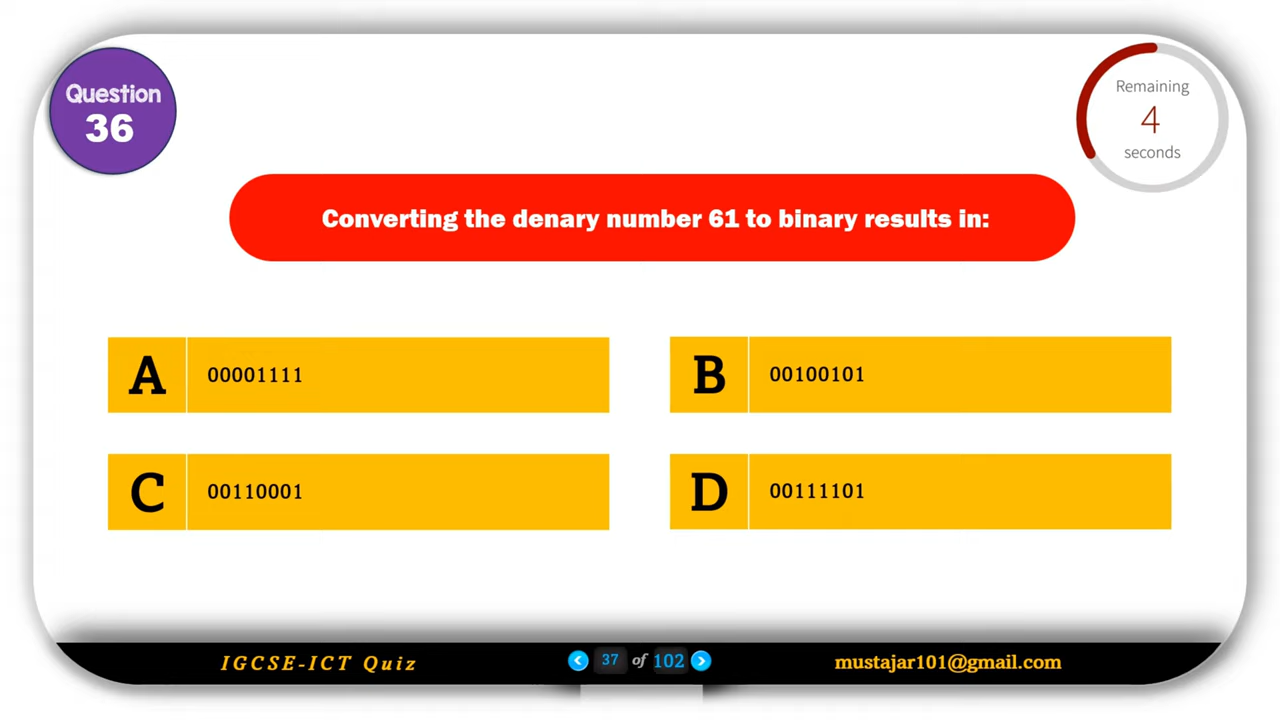 Question
36
Remaining
4
seconds
Converting the denary number 61 to binary results in:
A 00001111
B 00100101
C 00110001
D 00111101
IGCSE-ICT Quiz
37 of 102
mustajar101@gmail.com